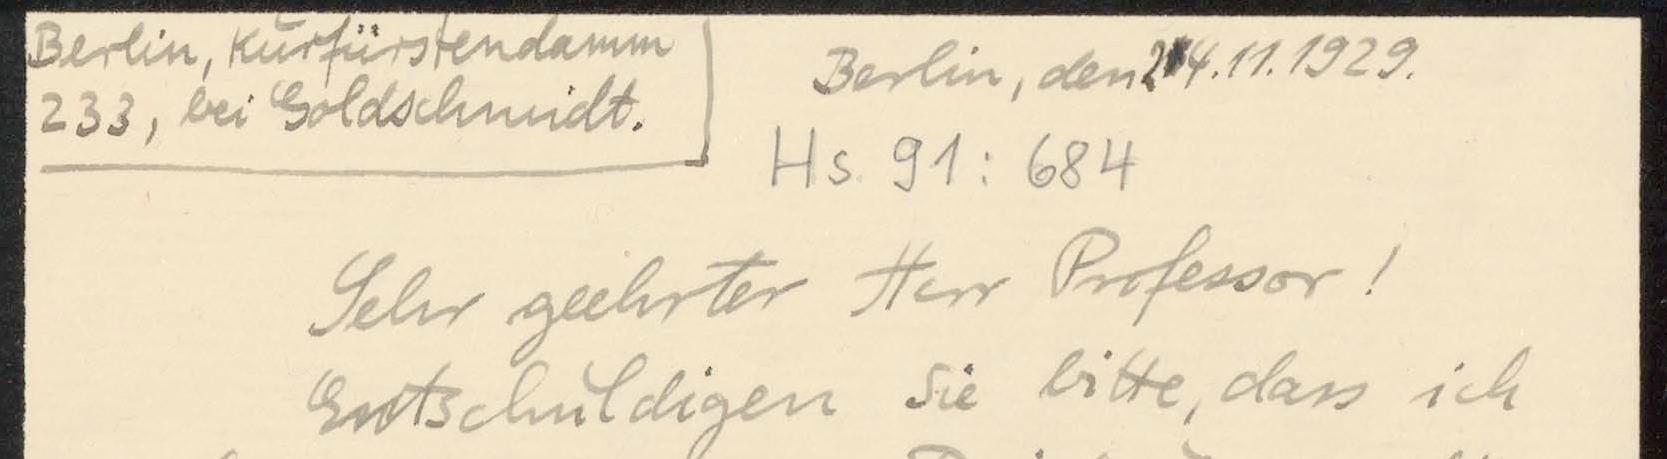 Berlin, Kurfürstendamm
233, bei Goldschmidt.
Berlin, den 24.11.1929.
Hs. 91: 684
Sehr geehrter Herr Professor!
Entschuldigen Sie bitte, dass ich